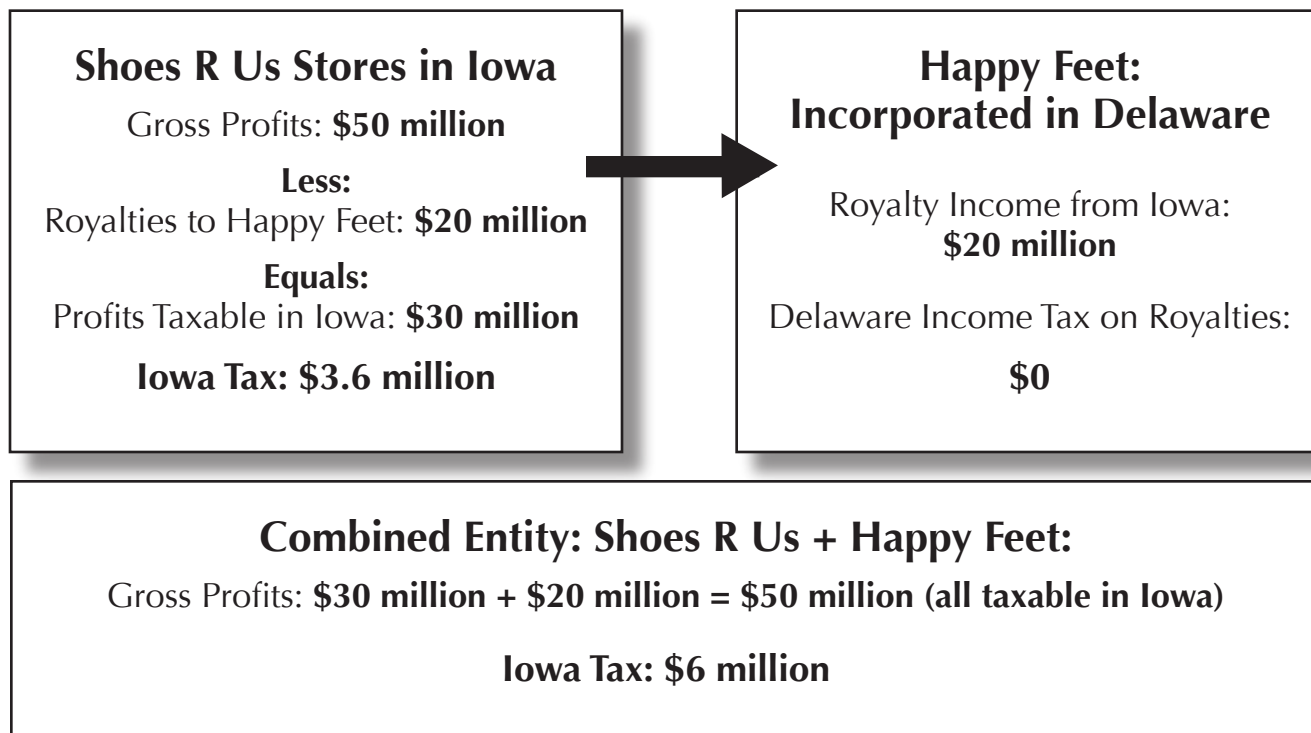 Shoes R Us Stores in Iowa
Gross Profits: $50 million
Less:
Royalties to Happy Feet: $20 million
Equals:
Profits Taxable in Iowa: $30 million
Iowa Tax: $3.6 million
Happy Feet:
Incorporated in Delaware
Royalty Income from Iowa:
$20 million
Delaware Income Tax on Royalties:
$0
Combined Entity: Shoes R Us + Happy Feet:
Gross Profits: $30 million + $20 million = $50 million (all taxable in Iowa)
Iowa Tax: $6 million